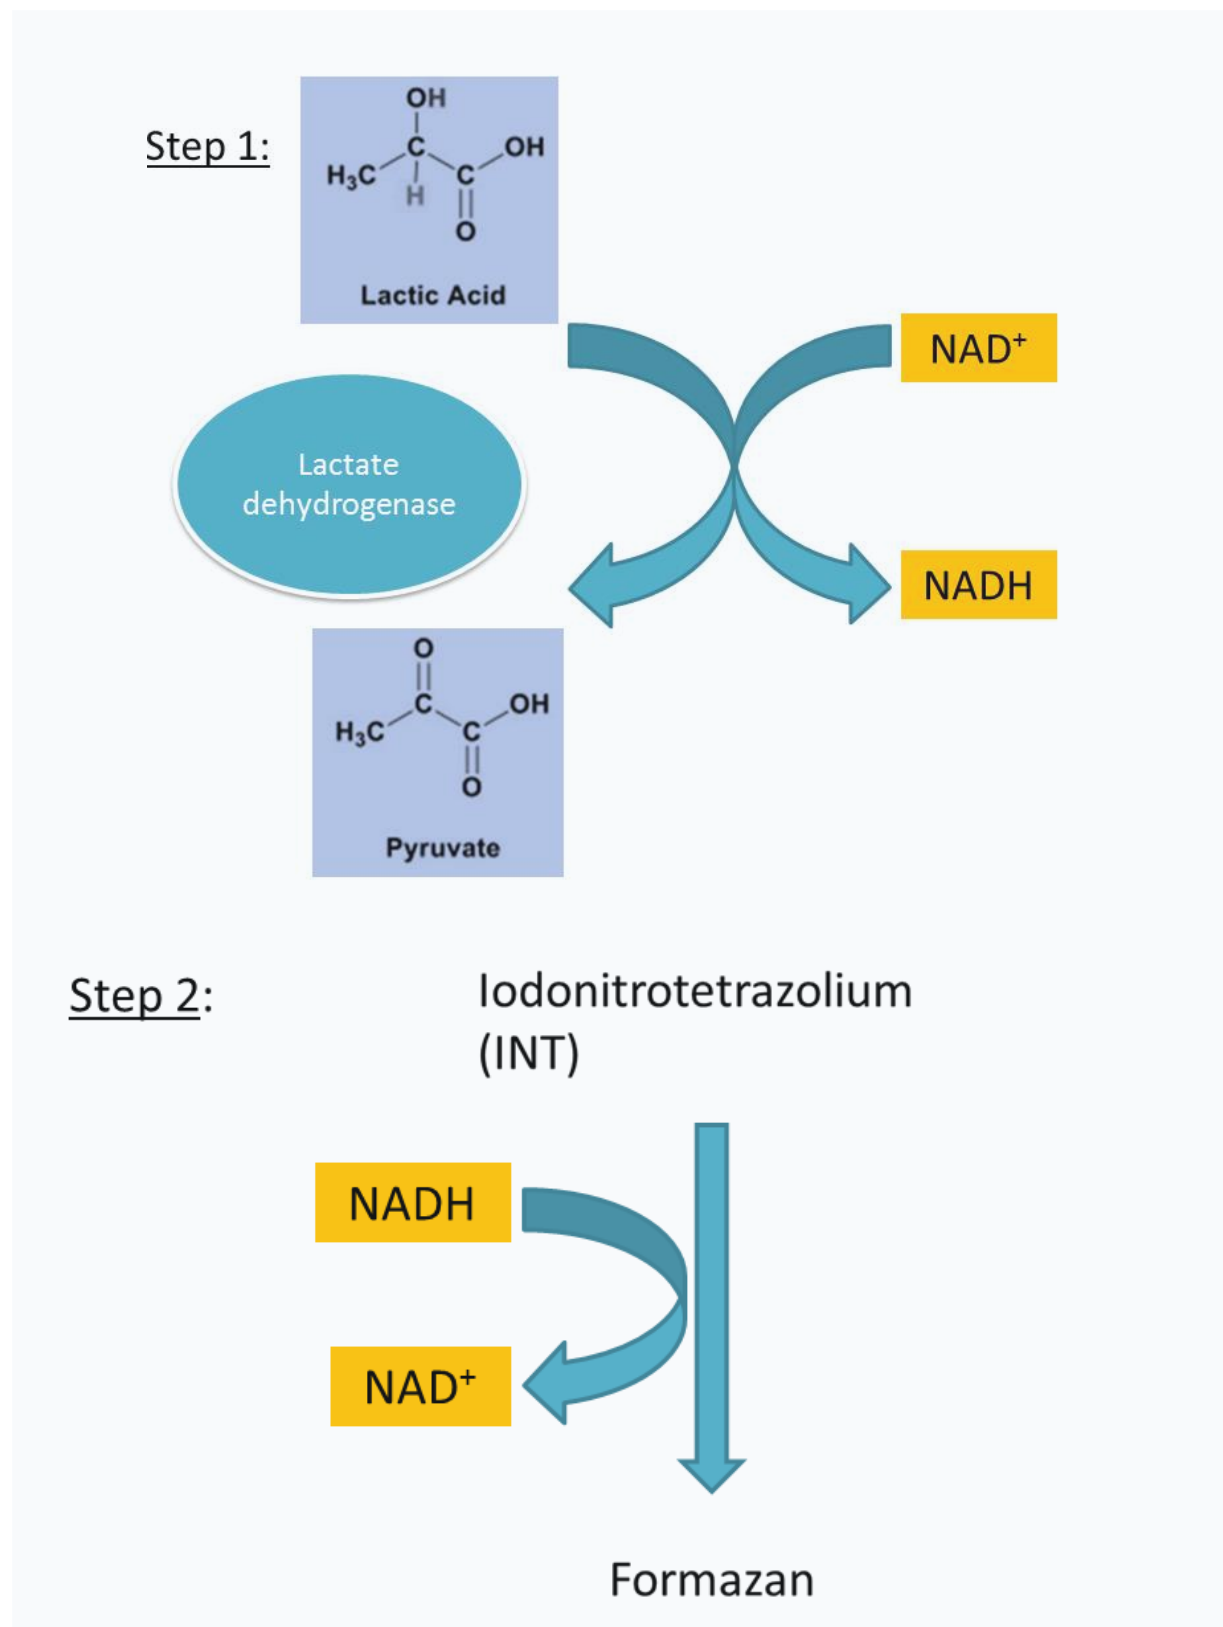 Step 1:
OH
C
OH
H₃C
C
H
O
Lactic Acid
NAD⁺
Lactate
dehydrogenase
NADH
O
C
OH
H₃C
C
O
Pyruvate
Step 2:
Iodonitrotetrazolium
(INT)
NADH
NAD⁺
Formazan